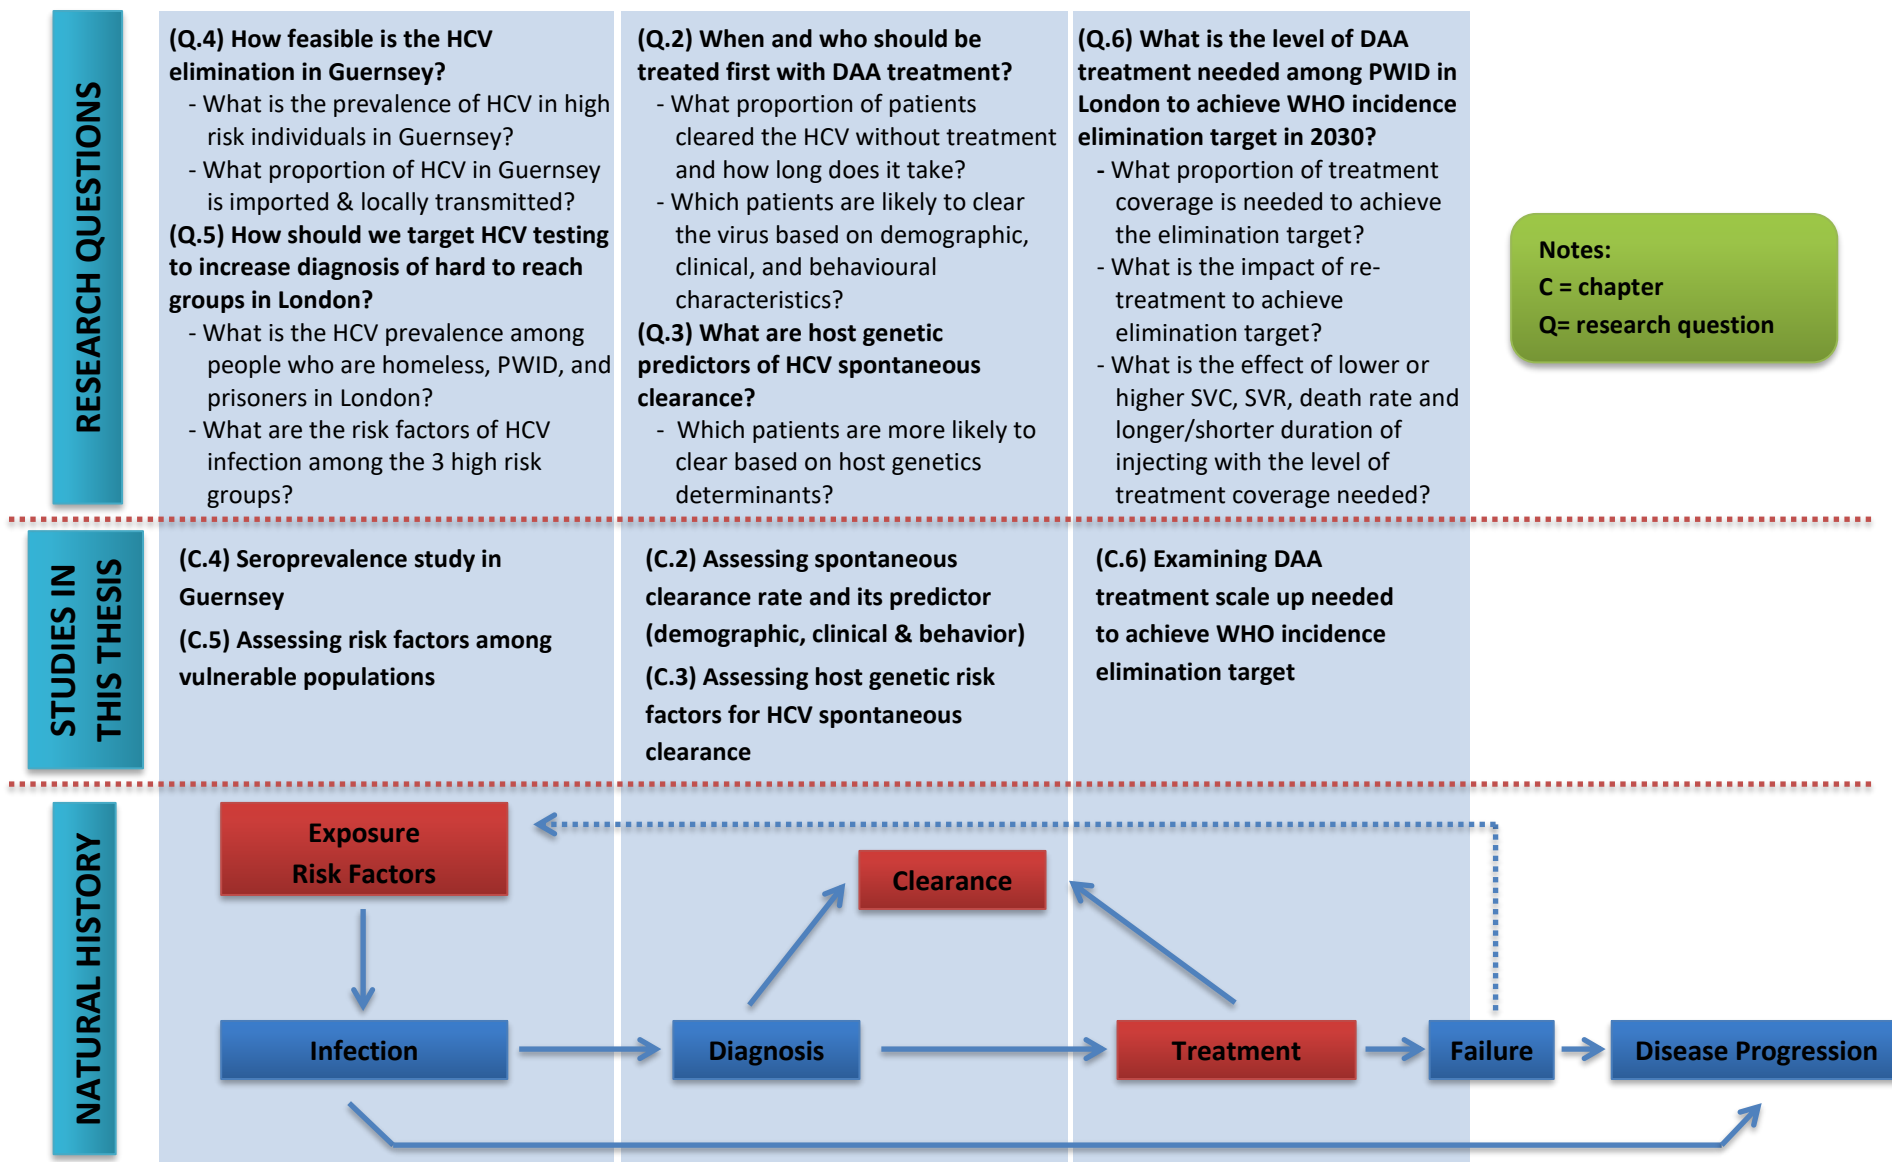 RESEARCH QUESTIONS
(Q.4) How feasible is the HCV
elimination in Guernsey?
- What is the prevalence of HCV in high
risk individuals in Guernsey?
- What proportion of HCV in Guernsey
is imported & locally transmitted?
(Q.5) How should we target HCV testing
to increase diagnosis of hard to reach
groups in London?
- What is the HCV prevalence among
people who are homeless, PWID, and
prisoners in London?
- What are the risk factors of HCV
infection among the 3 high risk
groups?
(Q.2) When and who should be
treated first with DAA treatment?
- What proportion of patients
cleared the HCV without treatment
and how long does it take?
- Which patients are likely to clear
the virus based on demographic,
clinical, and behavioural
characteristics?
(Q.3) What are host genetic
predictors of HCV spontaneous
clearance?
- Which patients are more likely to
clear based on host genetics
determinants?
(Q.6) What is the level of DAA
treatment needed among PWID in
London to achieve WHO incidence
elimination target in 2030?
- What proportion of treatment
coverage is needed to achieve
the elimination target?
- What is the impact of re-
treatment to achieve
elimination target?
- What is the effect of lower or
higher SVC, SVR, death rate and
longer/shorter duration of
injecting with the level of
treatment coverage needed?
Notes:
C = chapter
Q= research question
STUDIES IN
THIS THESIS
(C.4) Seroprevalence study in
Guernsey
(C.5) Assessing risk factors among
vulnerable populations
(C.2) Assessing spontaneous
clearance rate and its predictor
(demographic, clinical & behavior)
(C.3) Assessing host genetic risk
factors for HCV spontaneous
clearance
(C.6) Examining DAA
treatment scale up needed
to achieve WHO incidence
elimination target
NATURAL HISTORY
Exposure
Risk Factors
Clearance
Infection
Diagnosis
Treatment
Failure
Disease Progression